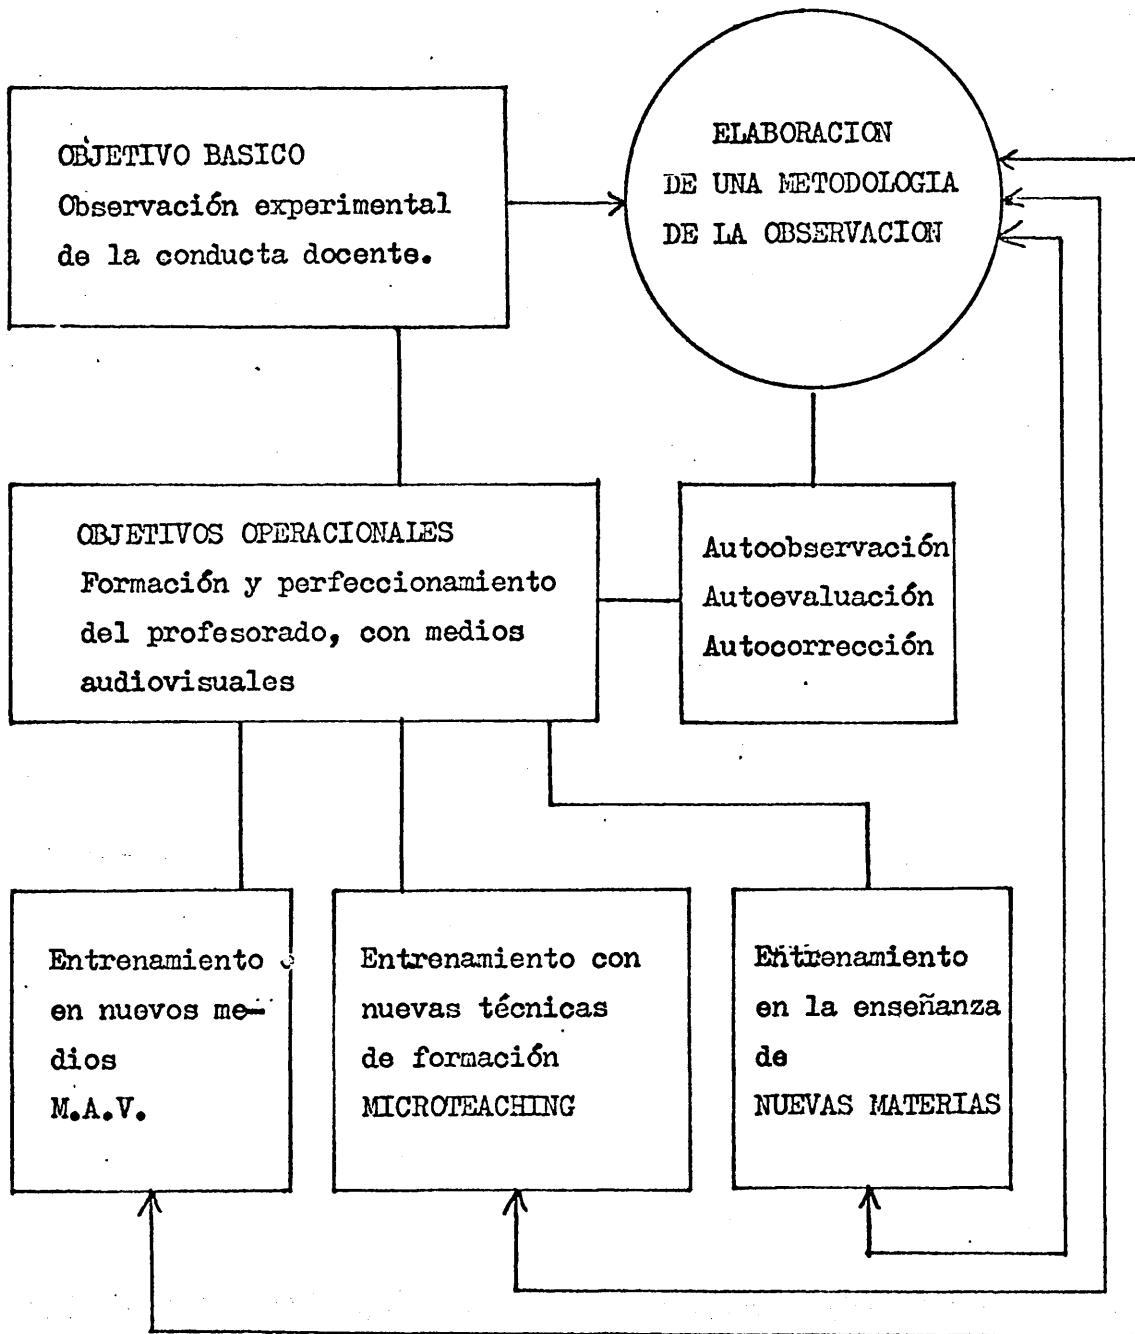 OBJETIVO BASICO
Observación experimental
de la conducta docente.
ELABORACION
DE UNA METODOLOGIA
DE LA OBSERVACION
OBJETIVOS OPERACIONALES
Formación y perfeccionamiento
del profesorado, con medios
audiovisuales
Autoobservación
Autoevaluación
Autocorrección
Entrenamiento
en nuevos me-
dios
M.A.V.
Entrenamiento con
nuevas técnicas
de formación
MICROTEACHING
Entrenamiento
en la enseñanza
de
NUEVAS MATERIAS